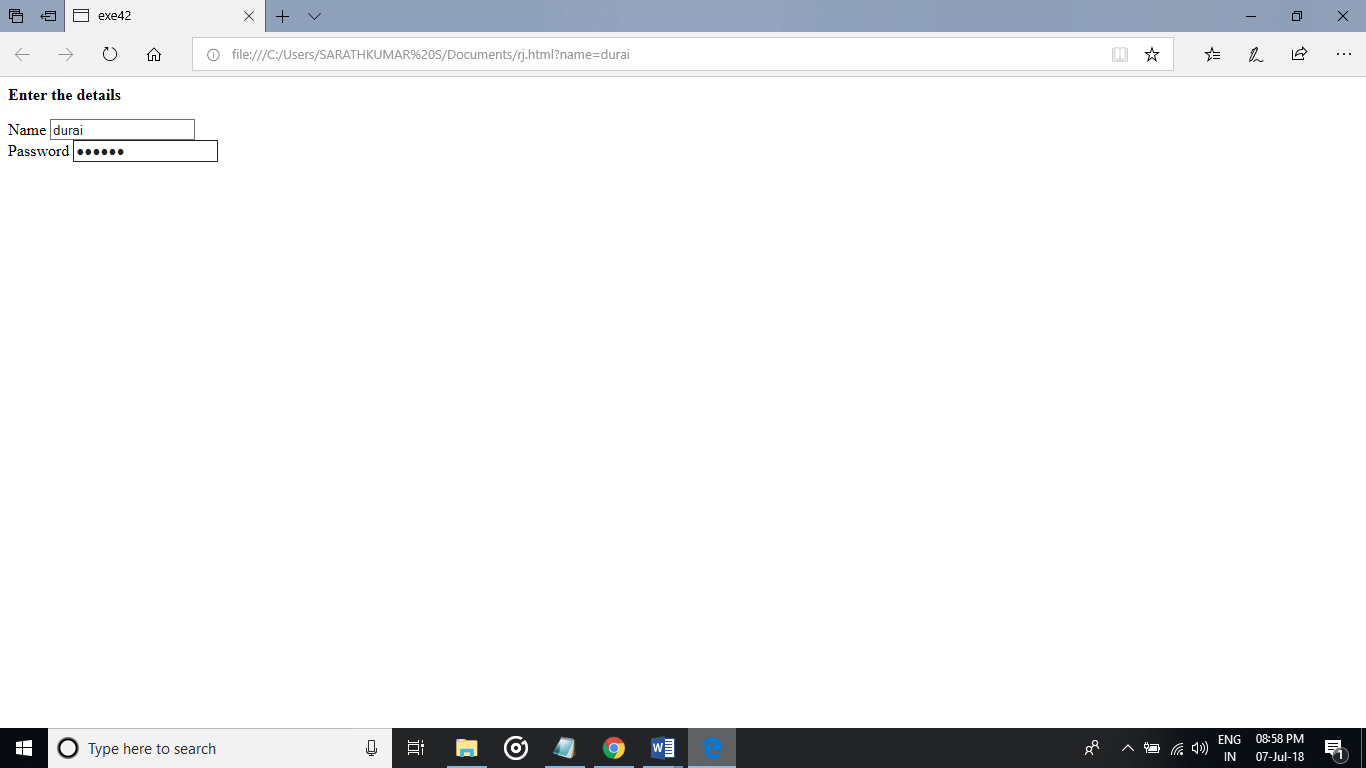 exe42
file:///C:/Users/SARATHKUMAR%20S/Documents/rj.html?name=durai
Enter the details
Name durai
Password ●●●●●●
Type here to search
ENG 08:58 PM
IN 07-Jul-18
1